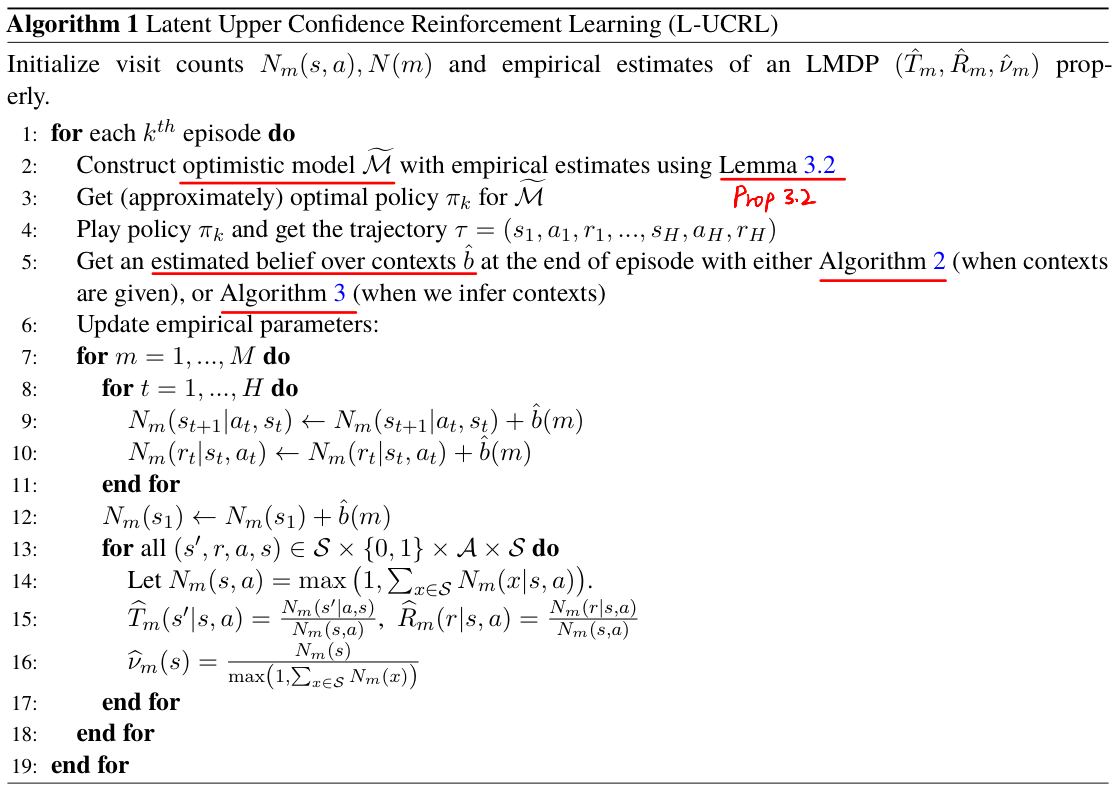 Algorithm 1 Latent Upper Confidence Reinforcement Learning (L-UCRL)
Initialize visit counts $N_m(s, a), N(m)$ and empirical estimates of an LMDP $(\hat{T}_m, \hat{R}_m, \hat{\nu}_m)$ prop-
erly.
1: for each $k^{th}$ episode do
2: Construct optimistic model $\widetilde{\mathcal{M}}$ with empirical estimates using Lemma 3.2
3: Get (approximately) optimal policy $\pi_k$ for $\widetilde{\mathcal{M}}$
Prop 3.2
4: Play policy $\pi_k$ and get the trajectory $\tau = (s_1, a_1, r_1, ..., s_H, a_H, r_H)$
5: Get an estimated belief over contexts $\hat{b}$ at the end of episode with either Algorithm 2 (when contexts
are given), or Algorithm 3 (when we infer contexts)
6: Update empirical parameters:
7: for $m = 1, ..., M$ do
8: for $t = 1, ..., H$ do
9: $N_m(s_{t+1}|a_t, s_t) \leftarrow N_m(s_{t+1}|a_t, s_t) + \hat{b}(m)$
10: $N_m(r_t|s_t, a_t) \leftarrow N_m(r_t|s_t, a_t) + \hat{b}(m)$
11: end for
12: $N_m(s_1) \leftarrow N_m(s_1) + \hat{b}(m)$
13: for all $(s', r, a, s) \in \mathcal{S} \times \{0, 1\} \times \mathcal{A} \times \mathcal{S}$ do
14: Let $N_m(s, a) = \max\left(1, \sum_{x \in \mathcal{S}} N_m(x|s, a)\right)$.
15: $\widehat{T}_m(s'|s, a) = \frac{N_m(s'|a,s)}{N_m(s,a)}, \ \widehat{R}_m(r|s, a) = \frac{N_m(r|s,a)}{N_m(s,a)}$
16: $\widehat{\nu}_m(s) = \frac{N_m(s)}{\max\left(1, \sum_{x \in \mathcal{S}} N_m(x)\right)}$
17: end for
18: end for
19: end for